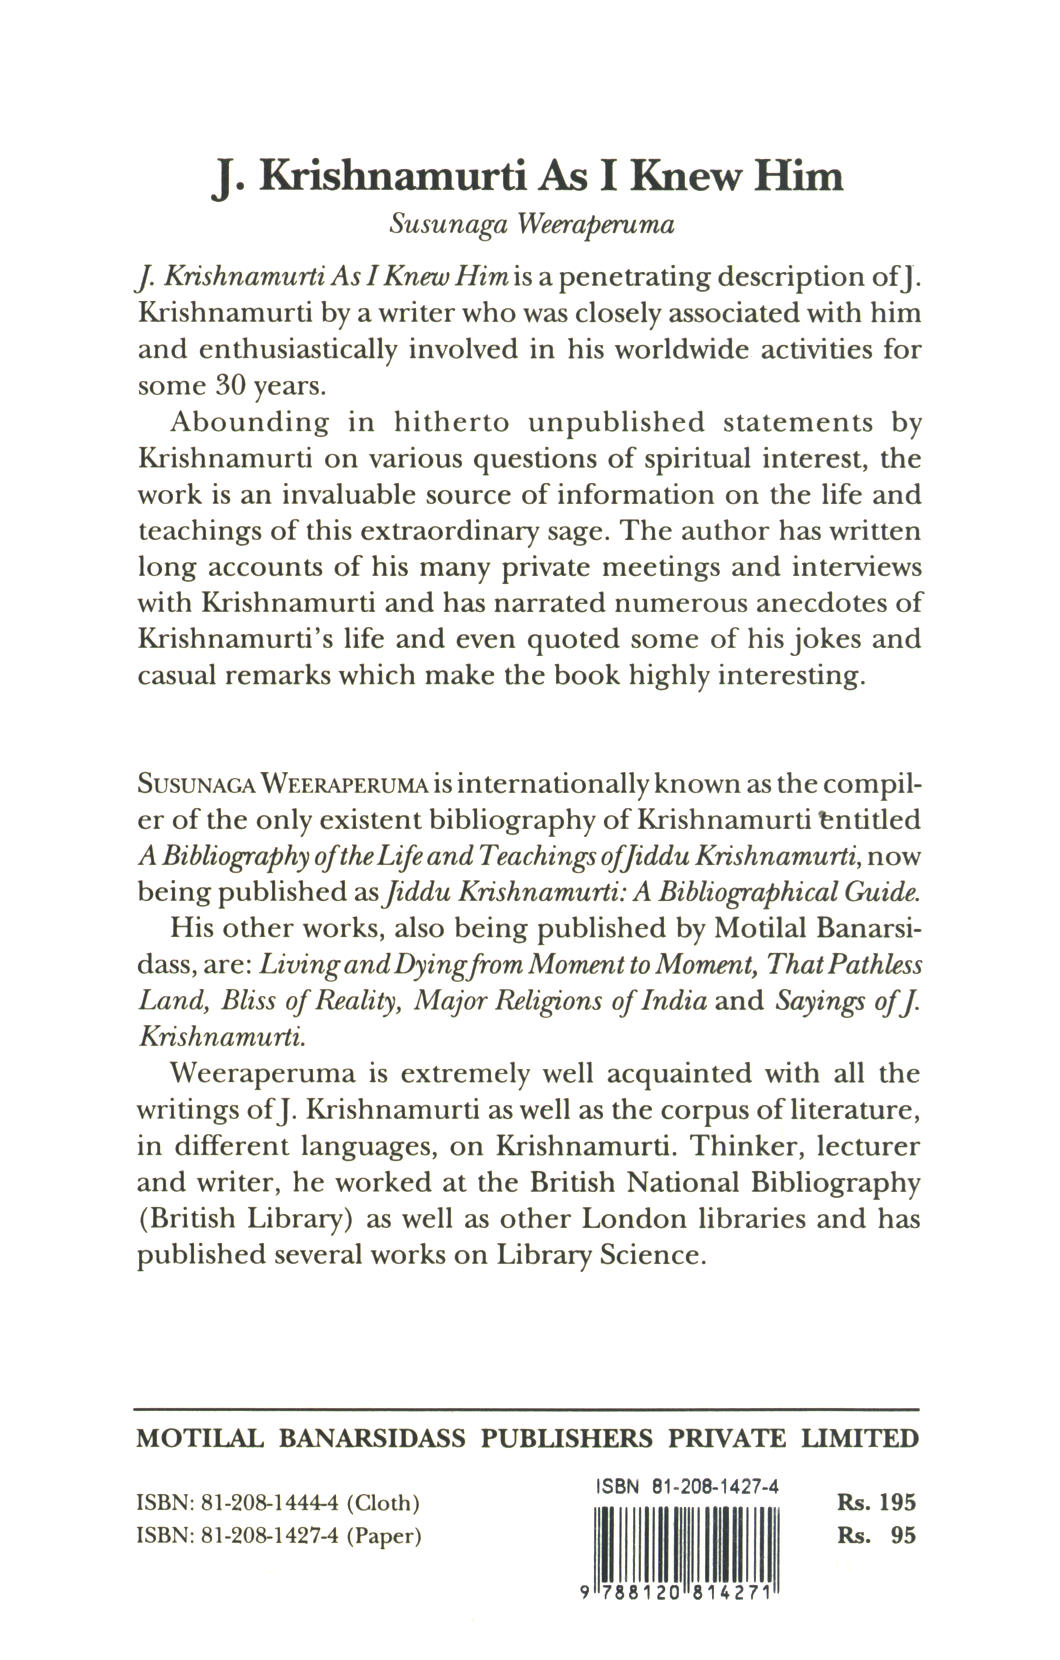 J. Krishnamurti As I Knew Him
Susunaga Weeraperuma
J. Krishnamurti As I Knew Him is a penetrating description of J.
Krishnamurti by a writer who was closely associated with him
and enthusiastically involved in his worldwide activities for
some 30 years.
Abounding in hitherto unpublished statements by
Krishnamurti on various questions of spiritual interest, the
work is an invaluable source of information on the life and
teachings of this extraordinary sage. The author has written
long accounts of his many private meetings and interviews
with Krishnamurti and has narrated numerous anecdotes of
Krishnamurti's life and even quoted some of his jokes and
casual remarks which make the book highly interesting.
SUSUNAGA WEERAPERUMA is internationally known as the compil-
er of the only existent bibliography of Krishnamurti entitled
A Bibliography of the Life and Teachings of Jiddu Krishnamurti, now
being published as Jiddu Krishnamurti: A Bibliographical Guide.
His other works, also being published by Motilal Banarsi-
dass, are: Living and Dying from Moment to Moment, That Pathless
Land, Bliss of Reality, Major Religions of India and Sayings of J.
Krishnamurti.
Weeraperuma is extremely well acquainted with all the
writings of J. Krishnamurti as well as the corpus of literature,
in different languages, on Krishnamurti. Thinker, lecturer
and writer, he worked at the British National Bibliography
(British Library) as well as other London libraries and has
published several works on Library Science.
MOTILAL BANARSIDASS PUBLISHERS PRIVATE LIMITED
ISBN: 81-208-1444-4 (Cloth)
ISBN: 81-208-1427-4 (Paper)
ISBN 81-208-1427-4
9 788120 814271
Rs. 195
Rs. 95